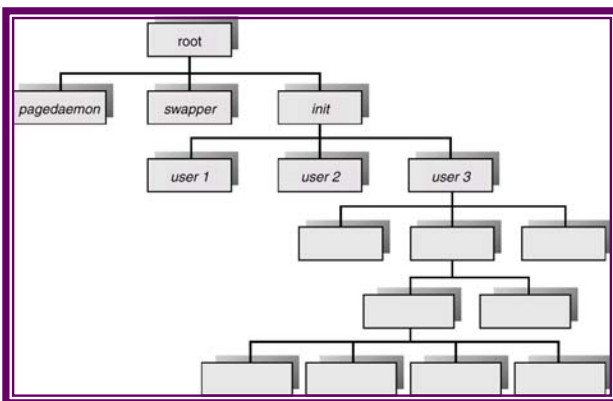 root
pagedaemon swapper init
user 1 user 2 user 3